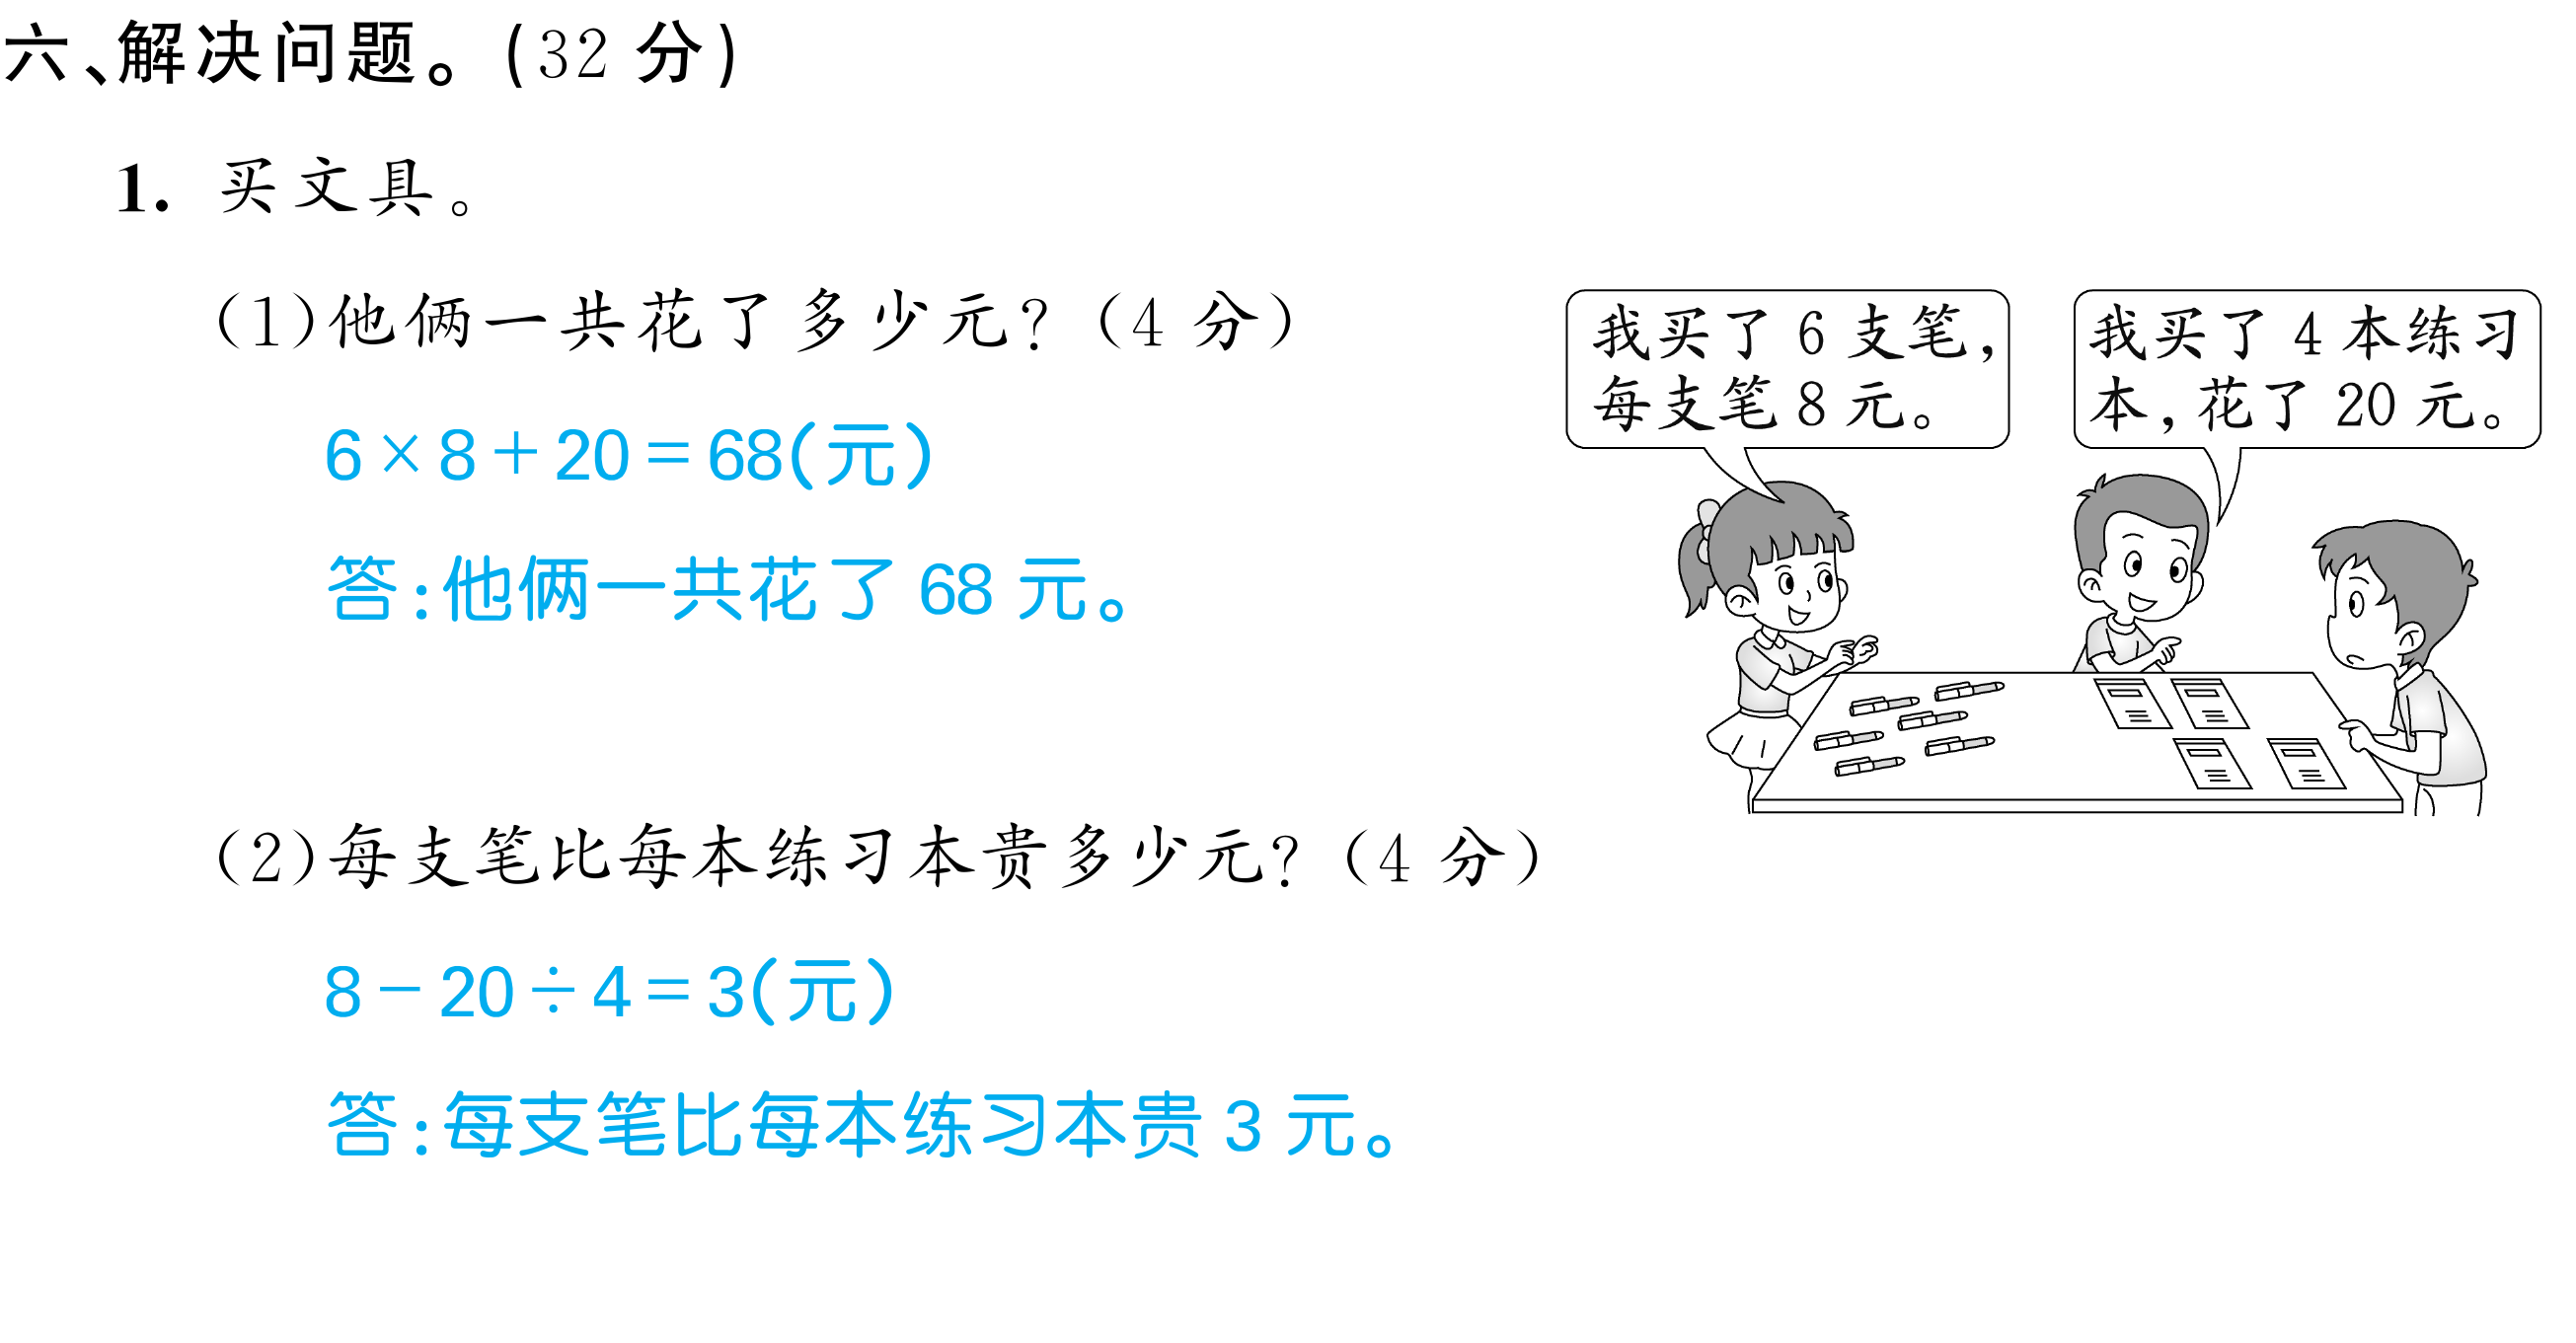 六、解决问题。(32 分)
1. 买文具。
(1)他俩一共花了多少元?(4 分)
我买了 6 支笔,
每支笔 8 元。
我买了 4 本练习
本,花了 20 元。
6×8+20=68(元)
答:他俩一共花了 68 元。
(2)每支笔比每本练习本贵多少元?(4 分)
8-20÷4=3(元)
答:每支笔比每本练习本贵 3 元。